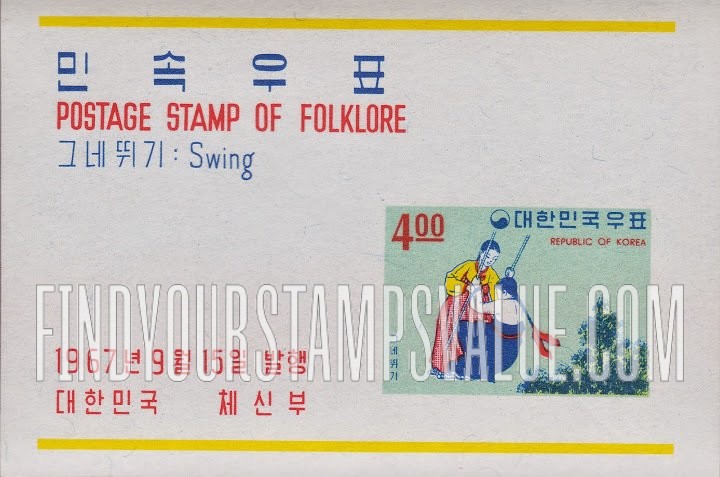 민 속 우 표
POSTAGE STAMP OF FOLKLORE
그네뛰기 : Swing
4.00 대한민국우표
REPUBLIC OF KOREA
FINDYOURSTAMPSVALUE.COM
네뛰기
1967년 9월 15일 발행
대한민국 체신부